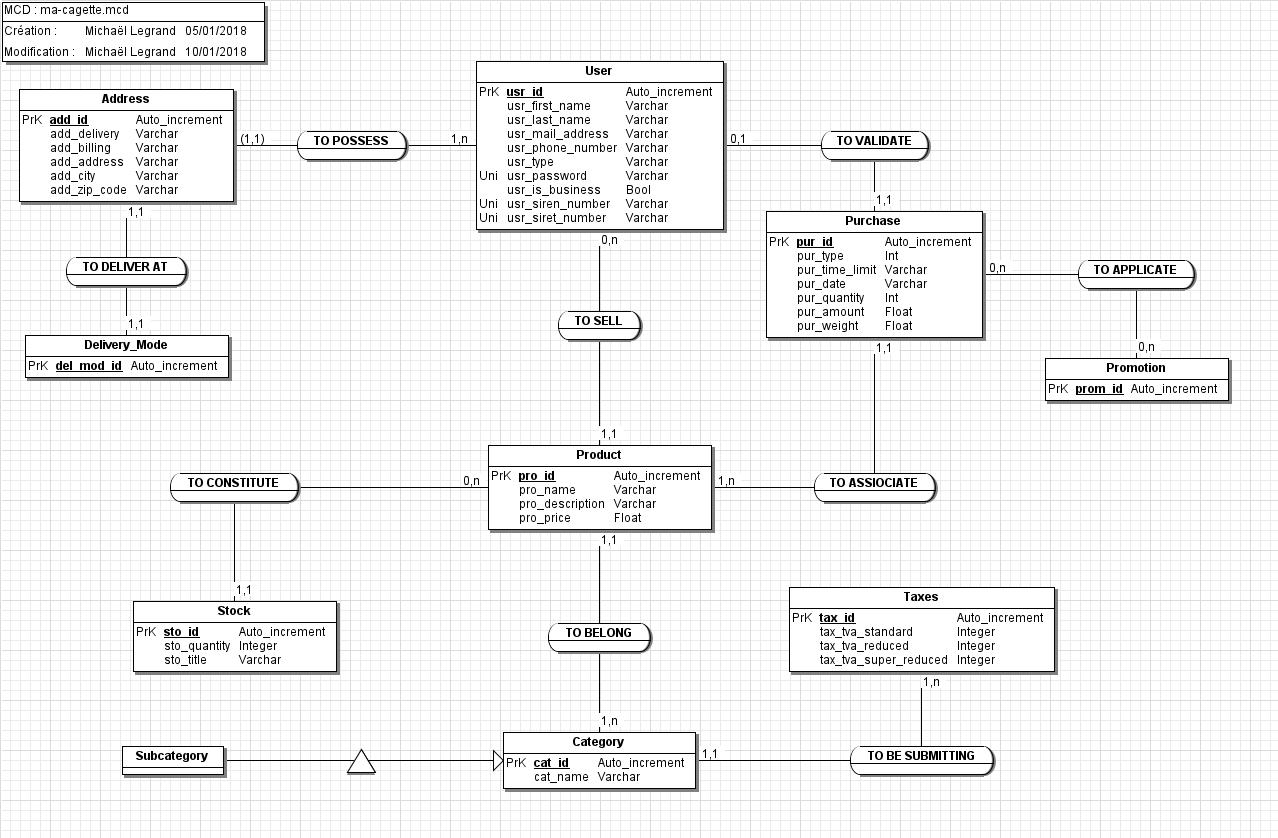 MCD : ma-cagette.mcd
Création : Michaël Legrand 05/01/2018
Modification : Michaël Legrand 10/01/2018
User
PrK usr_id Auto_increment
usr_first_name Varchar
usr_last_name Varchar
usr_mail_address Varchar
usr_phone_number Varchar
usr_type Varchar
Uni usr_password Varchar
usr_is_business Bool
Uni usr_siren_number Varchar
Uni usr_siret_number Varchar
Address
PrK add_id Auto_increment
add_delivery Varchar
add_billing Varchar
add_address Varchar
add_city Varchar
add_zip_code Varchar
(1,1)
TO POSSESS
1,n
0,1
TO VALIDATE
1,1
1,1
TO DELIVER AT
1,1
Delivery_Mode
PrK del_mod_id Auto_increment
0,n
TO SELL
1,1
Purchase
PrK pur_id Auto_increment
pur_type Int
pur_time_limit Varchar
pur_date Varchar
pur_quantity Int
pur_amount Float
pur_weight Float
0,n
TO APPLICATE
0,n
Promotion
PrK prom_id Auto_increment
1,1
Product
PrK pro_id Auto_increment
pro_name Varchar
pro_description Varchar
pro_price Float
TO CONSTITUTE
0,n
1,n
TO ASSIOCIATE
1,1
1,1
Stock
PrK sto_id Auto_increment
sto_quantity Integer
sto_title Varchar
TO BELONG
1,n
Taxes
PrK tax_id Auto_increment
tax_tva_standard Integer
tax_tva_reduced Integer
tax_tva_super_reduced Integer
1,n
Subcategory
Category
PrK cat_id Auto_increment
cat_name Varchar
1,1
TO BE SUBMITTING